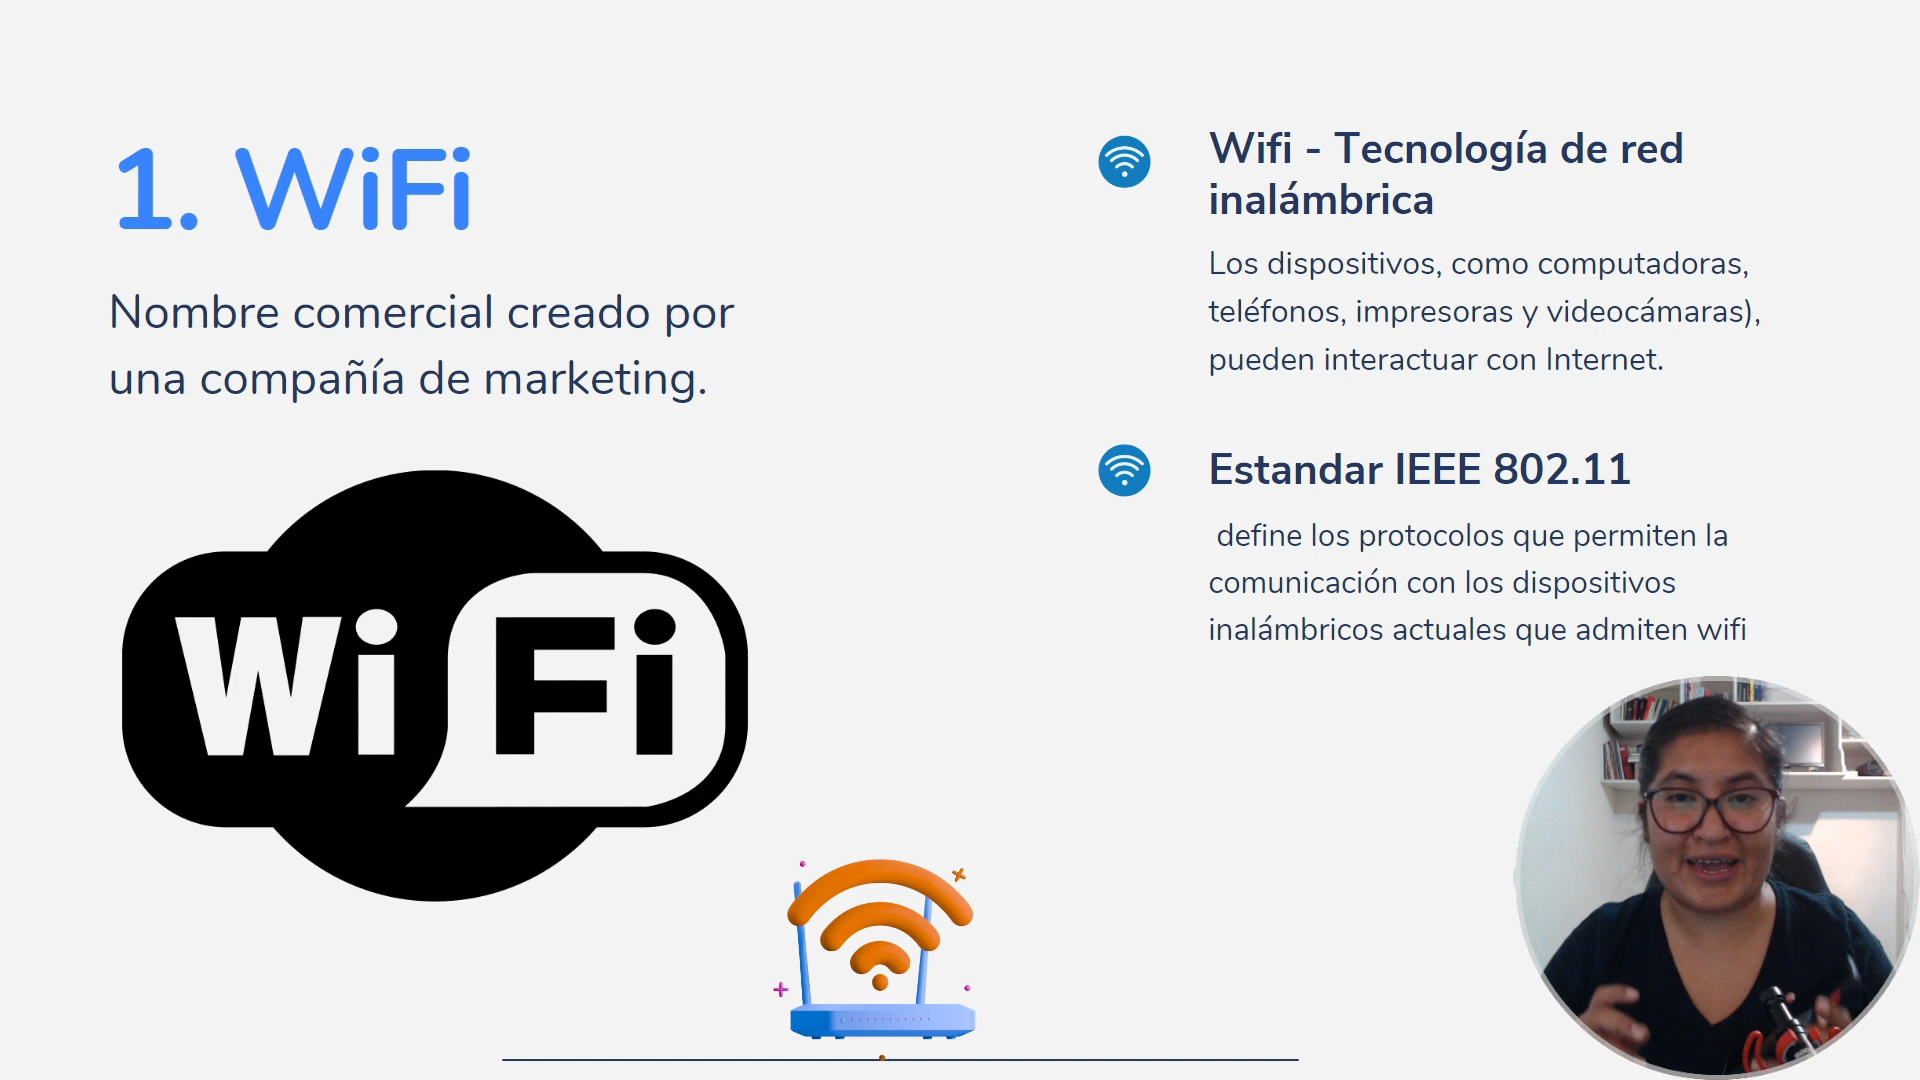 1. WiFi
Nombre comercial creado por
una compañía de marketing.
Wi Fi
Wifi - Tecnología de red
inalámbrica
Los dispositivos, como computadoras,
teléfonos, impresoras y videocámaras),
pueden interactuar con Internet.
Estandar IEEE 802.11
define los protocolos que permiten la
comunicación con los dispositivos
inalámbricos actuales que admiten wifi